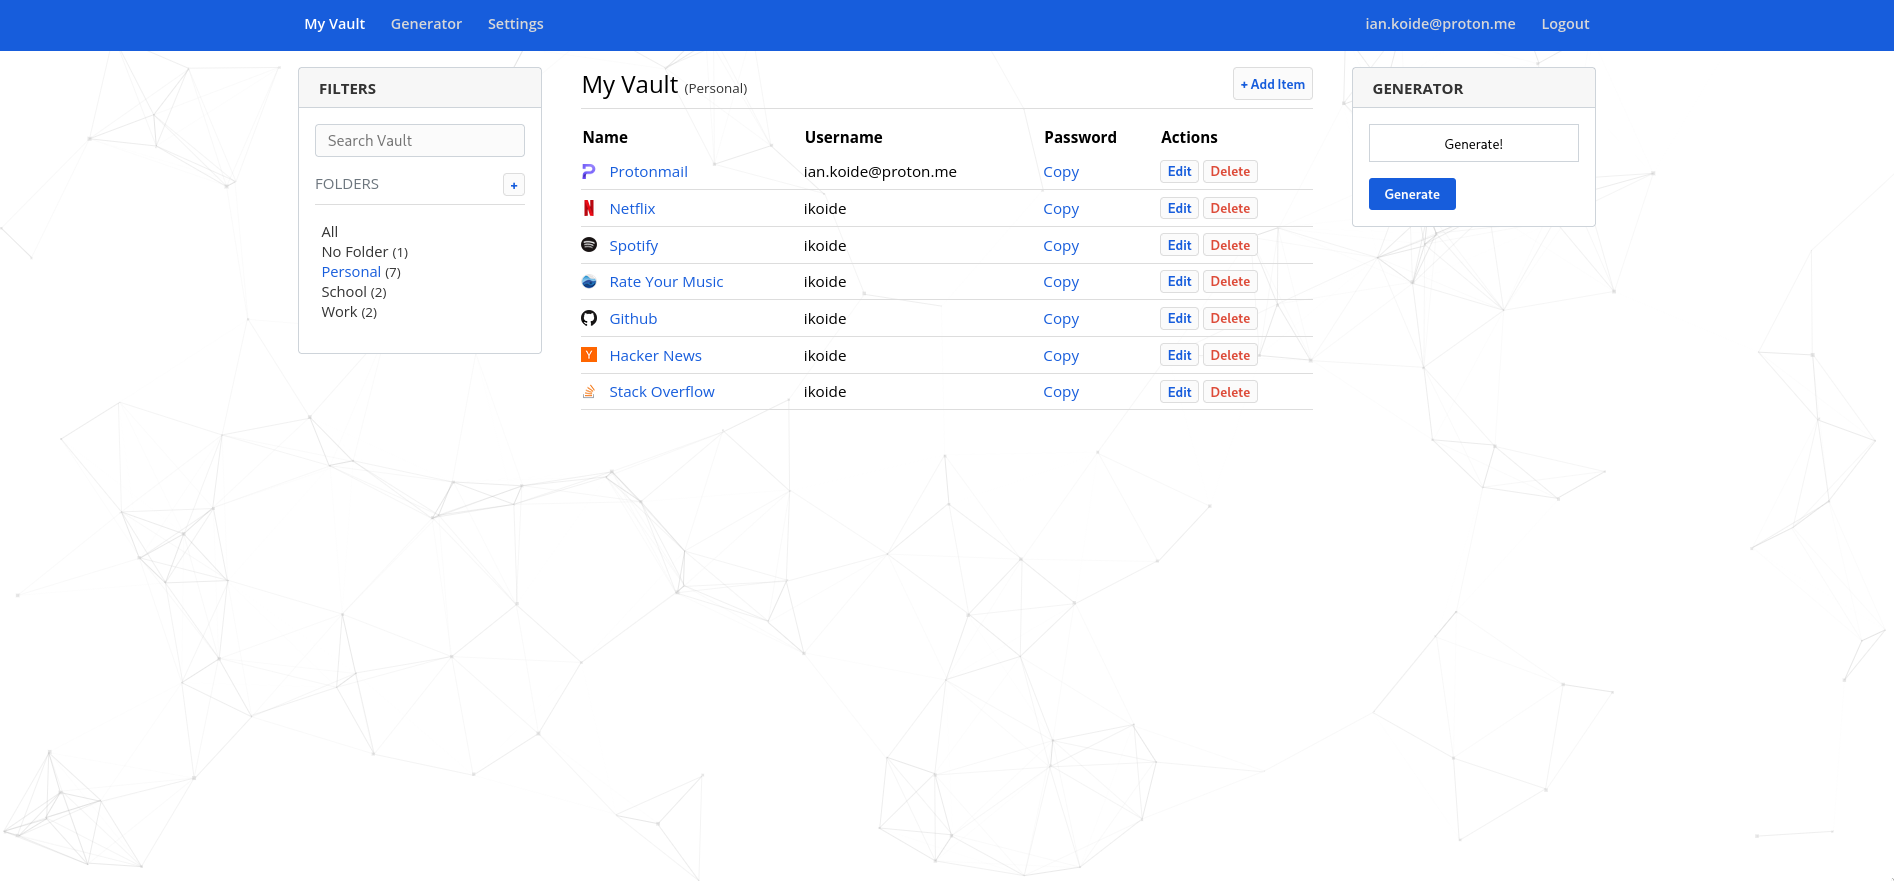 My Vault Generator Settings ian.koide@proton.me Logout
FILTERS
Search Vault
FOLDERS +
All
No Folder (1)
Personal (7)
School (2)
Work (2)
My Vault (Personal) + Add Item
Name Username Password Actions
Protonmail ian.koide@proton.me Copy Edit Delete
Netflix ikoide Copy Edit Delete
Spotify ikoide Copy Edit Delete
Rate Your Music ikoide Copy Edit Delete
Github ikoide Copy Edit Delete
Y Hacker News ikoide Copy Edit Delete
Stack Overflow ikoide Copy Edit Delete
GENERATOR
Generate!
Generate